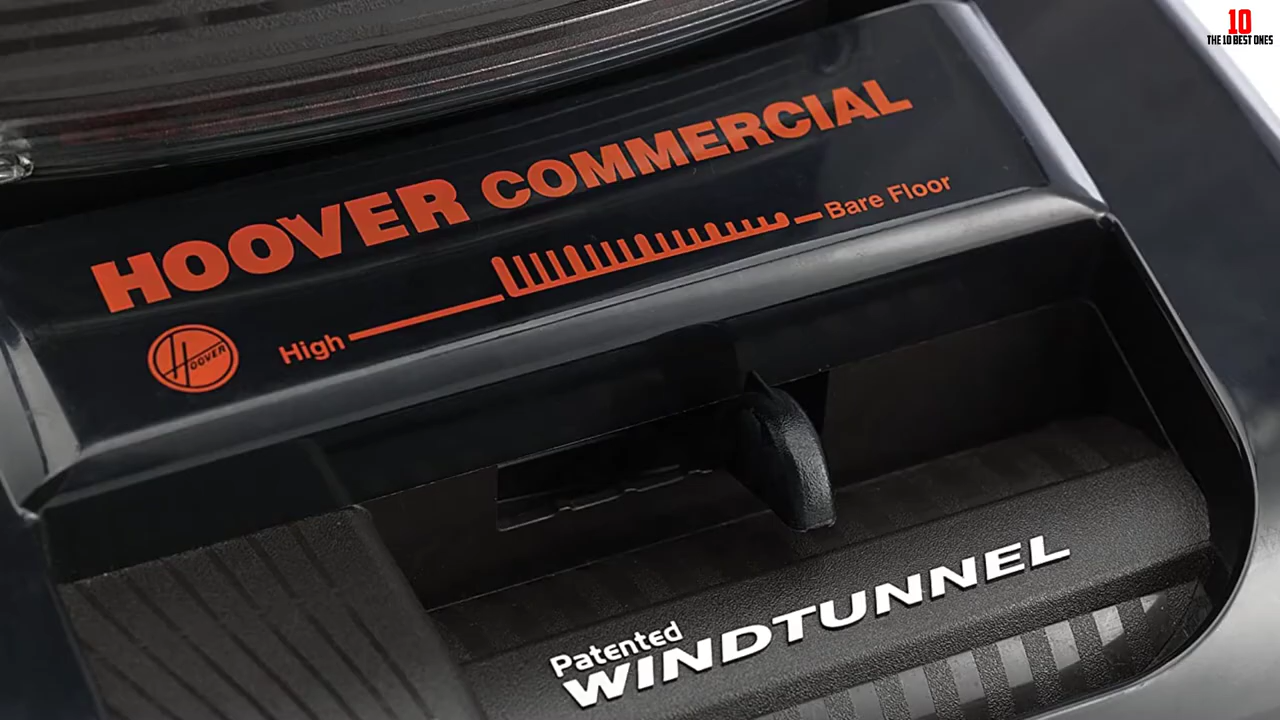 10
THE 10 BEST ONES
HOOVER COMMERCIAL
High
Bare Floor
HOOVER
Patented
WINDTUNNEL